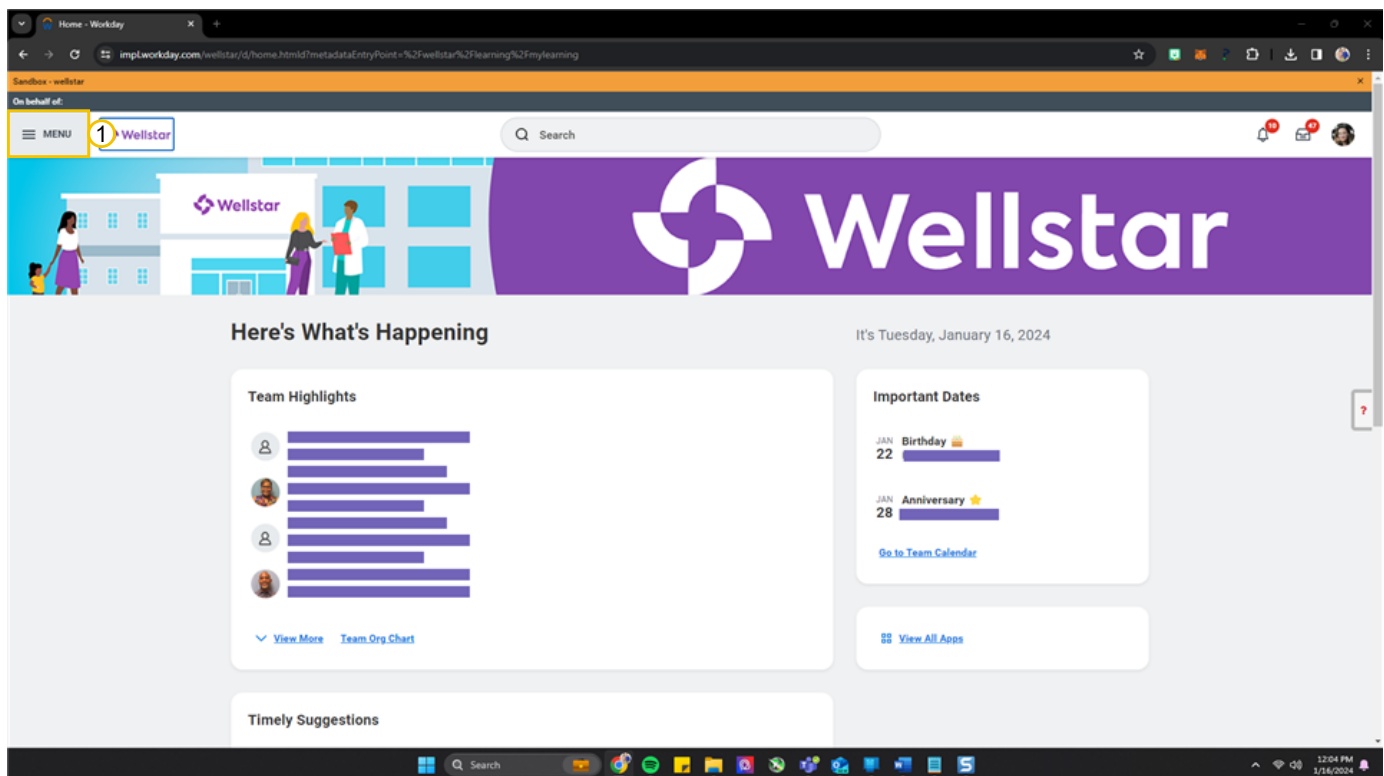 Home - Workday
impl.workday.com/wellstar/d/home.htmld?metadataEntryPoint=%2Fwellstar%2Flearning%2Fmylearning
Sandbox - wellstar
On behalf of:
MENU
1
Wellstar
Search
10
47
Wellstar
Wellstar
Here's What's Happening
It's Tuesday, January 16, 2024
Team Highlights
Important Dates
JAN
22
Birthday
JAN
28
Anniversary
Go to Team Calendar
?
View More
Team Org Chart
View All Apps
Timely Suggestions
Search
12:04 PM
1/16/2024